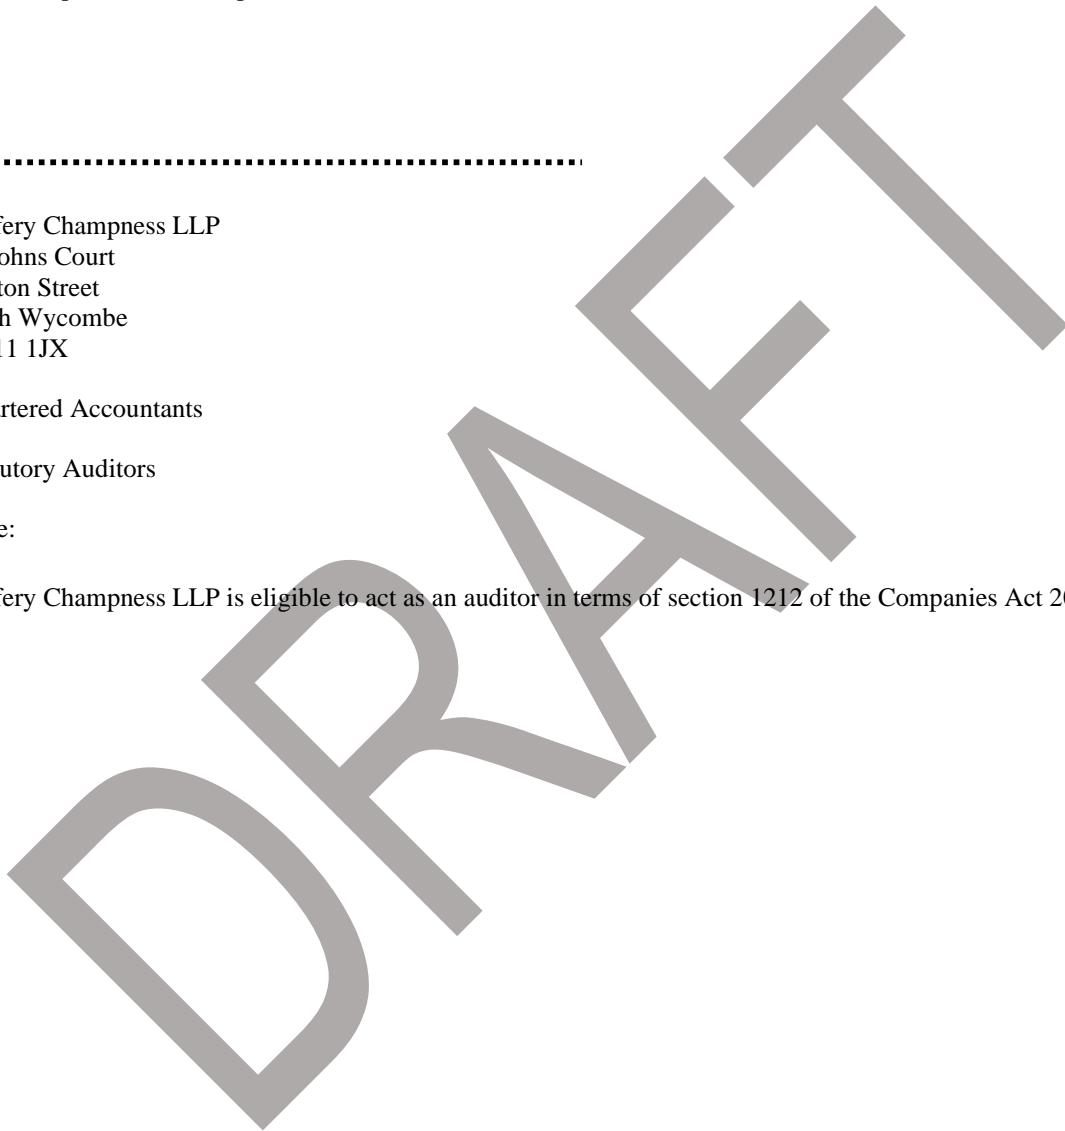 fery Champness LLP
ohns Court
ton Street
h Wycombe
11 1JX
rtered Accountants
utory Auditors
e:
fery Champness LLP is eligible to act as an auditor in terms of section 1212 of the Companies Act 20
DRAFT